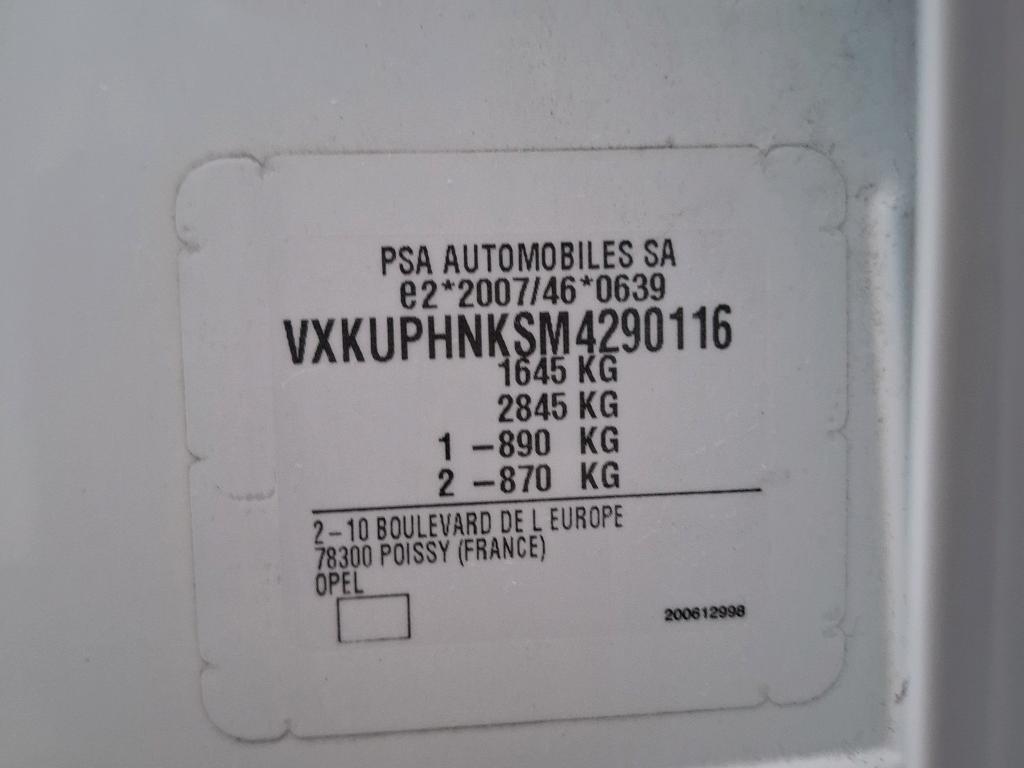 PSA AUTOMOBILES SA
e2*2007/46*0639
VXKUPHNKSM4290116
1645 KG
2845 KG
1 -890 KG
2 -870 KG
2-10 BOULEVARD DE L EUROPE
78300 POISSY (FRANCE)
OPEL
200612998